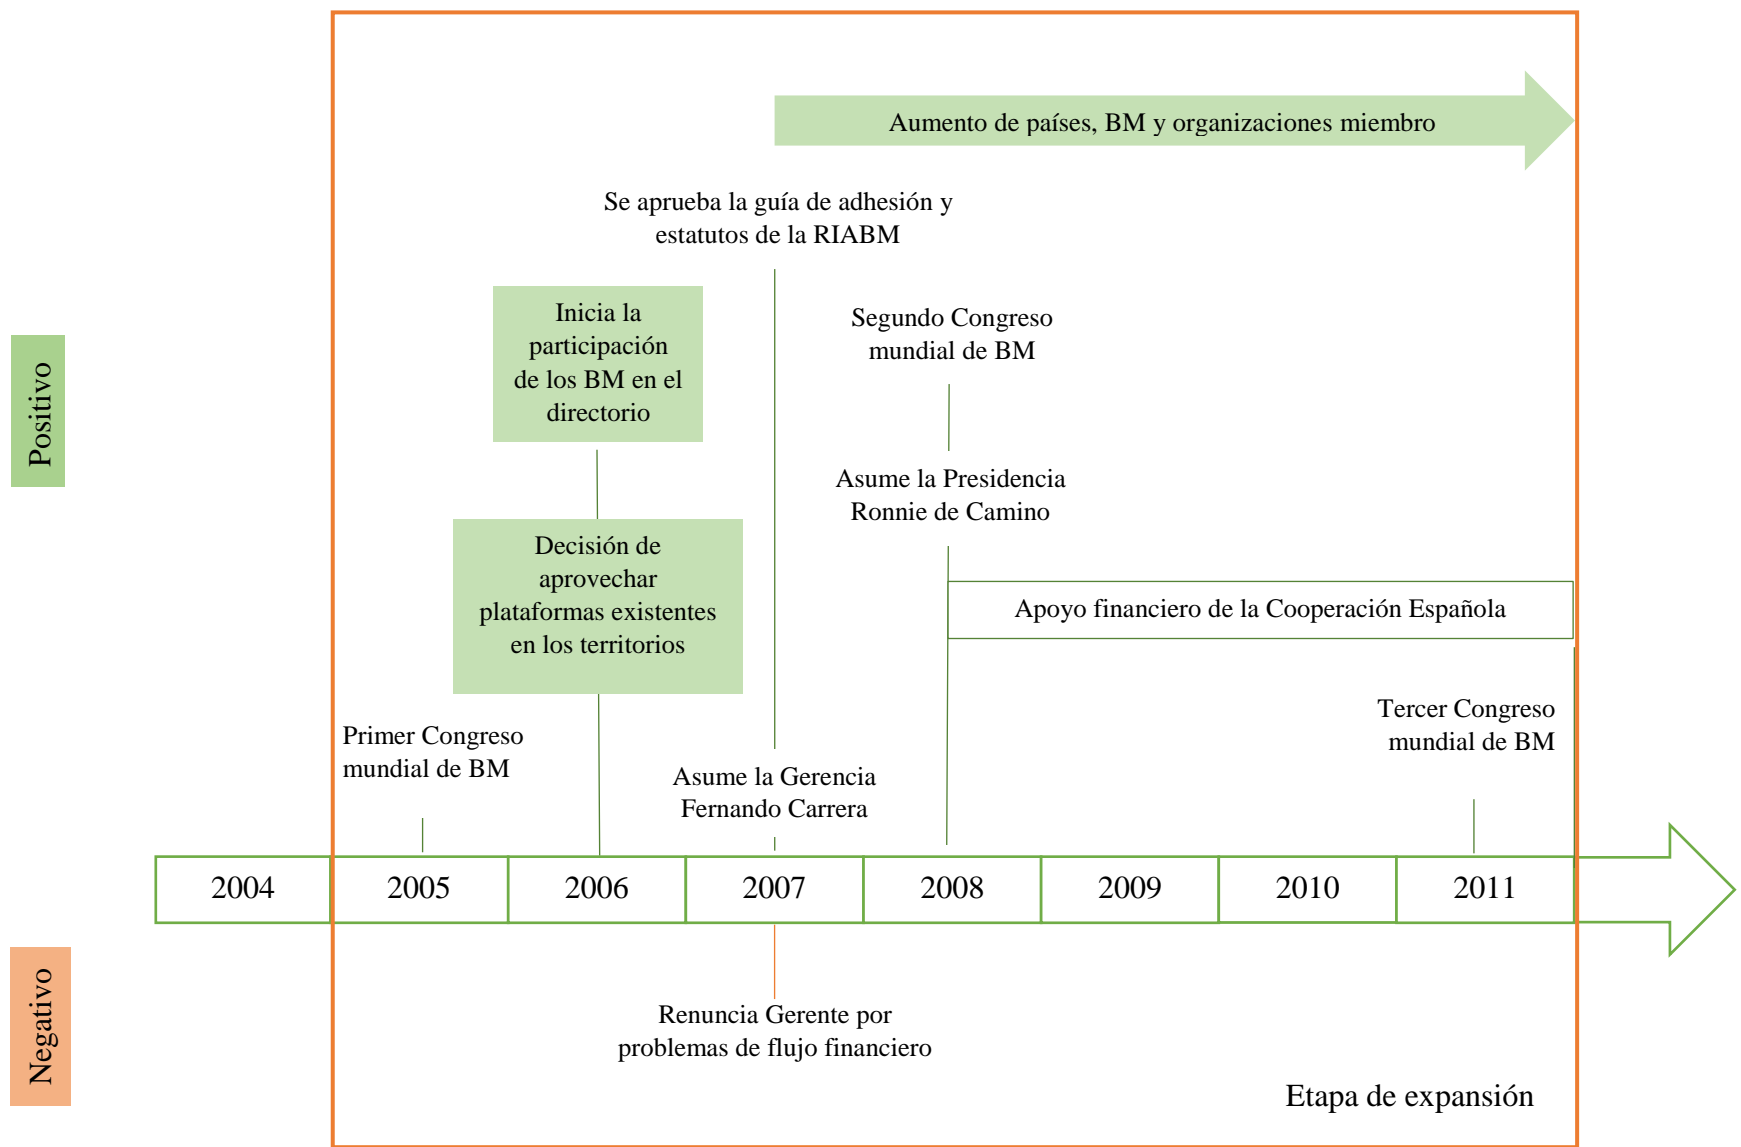 Aumento de países, BM y organizaciones miembro
Se aprueba la guía de adhesión y
estatutos de la RIABM
Inicia la
participación
de los BM en el
directorio
Segundo Congreso
mundial de BM
Positivo
Asume la Presidencia
Ronnie de Camino
Decisión de
aprovechar
plataformas existentes
en los territorios
Apoyo financiero de la Cooperación Española
Primer Congreso
mundial de BM
Asume la Gerencia
Fernando Carrera
Tercer Congreso
mundial de BM
2004
2005
2006
2007
2008
2009
2010
2011
Negativo
Renuncia Gerente por
problemas de flujo financiero
Etapa de expansión